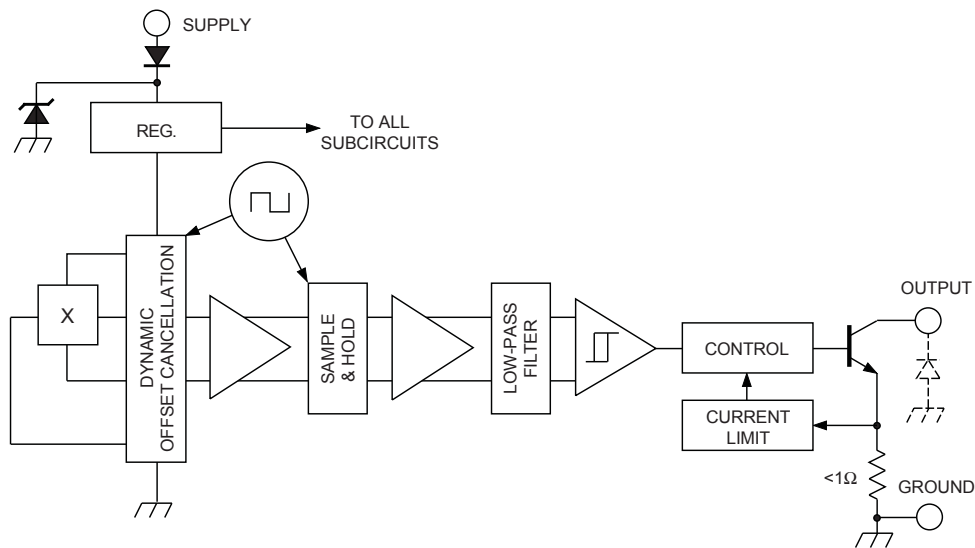 SUPPLY
REG.
TO ALL
SUBCIRCUITS
X
DYNAMIC
OFFSET CANCELLATION
SAMPLE
& HOLD
LOW-PASS
FILTER
CONTROL
CURRENT
LIMIT
OUTPUT
<1Ω
GROUND